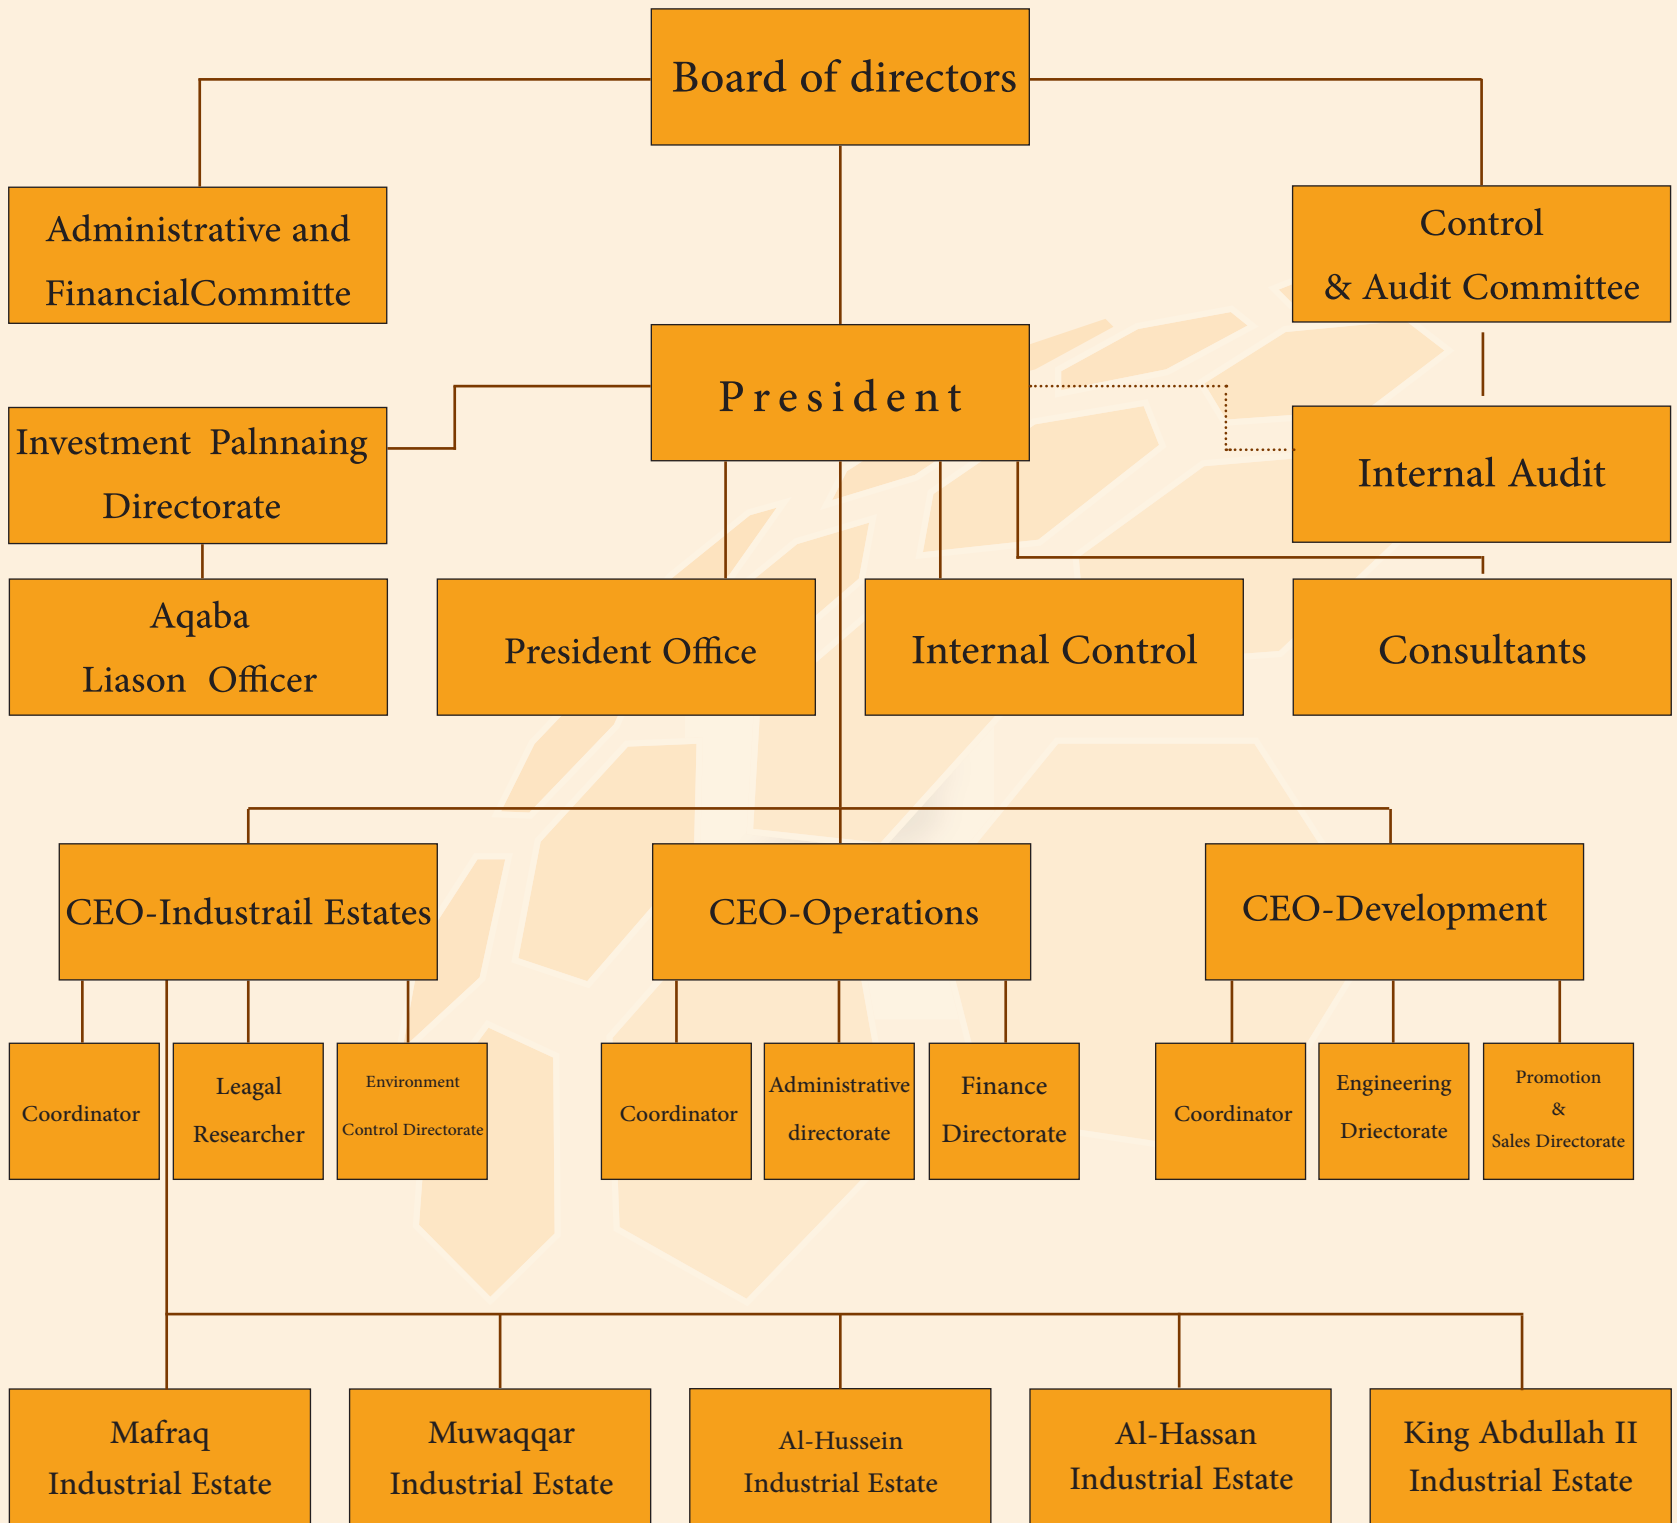 Board of directors
Administrative and
FinancialCommitte
Control
& Audit Committee
President
Investment Palnnaing
Directorate
Internal Audit
Aqaba
Liason Officer
President Office
Internal Control
Consultants
CEO-Industrail Estates
CEO-Operations
CEO-Development
Coordinator
Leagal
Researcher
Environment
Control Directorate
Coordinator
Administrative
directorate
Finance
Directorate
Coordinator
Engineering
Driectorate
Promotion
&
Sales Directorate
Mafraq
Industrial Estate
Muwaqqar
Industrial Estate
Al-Hussein
Industrial Estate
Al-Hassan
Industrial Estate
King Abdullah II
Industrial Estate